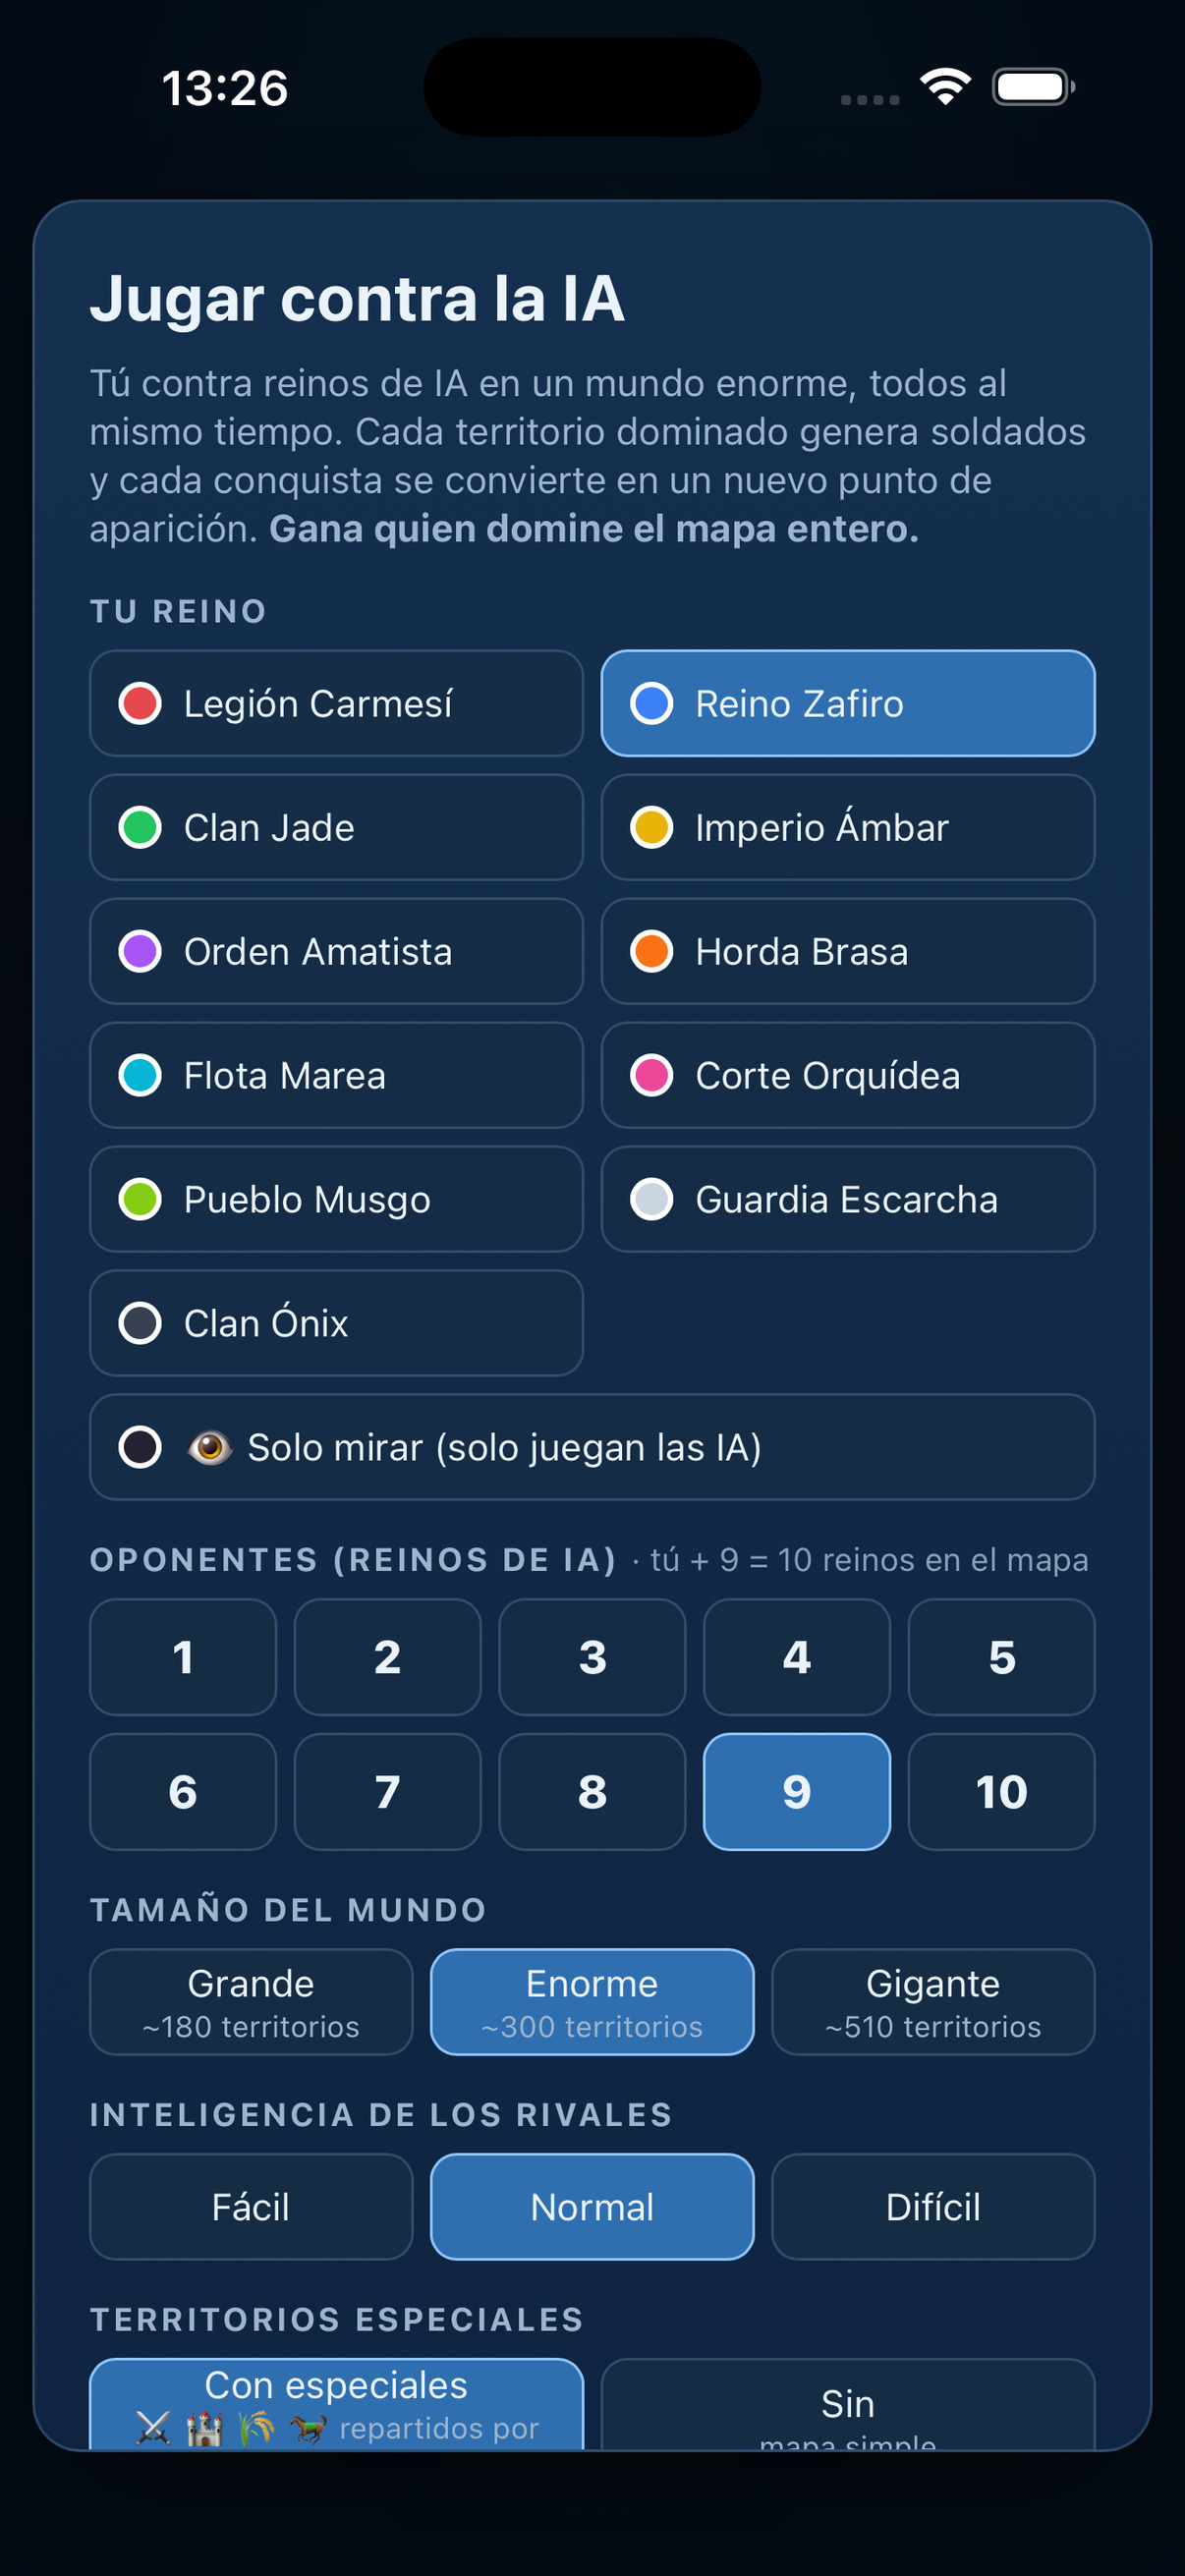 13:26
Jugar contra la IA
Tú contra reinos de IA en un mundo enorme, todos al
mismo tiempo. Cada territorio dominado genera soldados
y cada conquista se convierte en un nuevo punto de
aparición. Gana quien domine el mapa entero.
TU REINO
Legión Carmesí
Reino Zafiro
Clan Jade
Imperio Ámbar
Orden Amatista
Horda Brasa
Flota Marea
Corte Orquídea
Pueblo Musgo
Guardia Escarcha
Clan Ónix
Solo mirar (solo juegan las IA)
OPONENTES (REINOS DE IA) · tú + 9 = 10 reinos en el mapa
1 2 3 4 5
6 7 8 9 10
TAMAÑO DEL MUNDO
Grande
~180 territorios
Enorme
~300 territorios
Gigante
~510 territorios
INTELIGENCIA DE LOS RIVALES
Fácil
Normal
Difícil
TERRITORIOS ESPECIALES
Con especiales
repartidos por
Sin
mapa simple